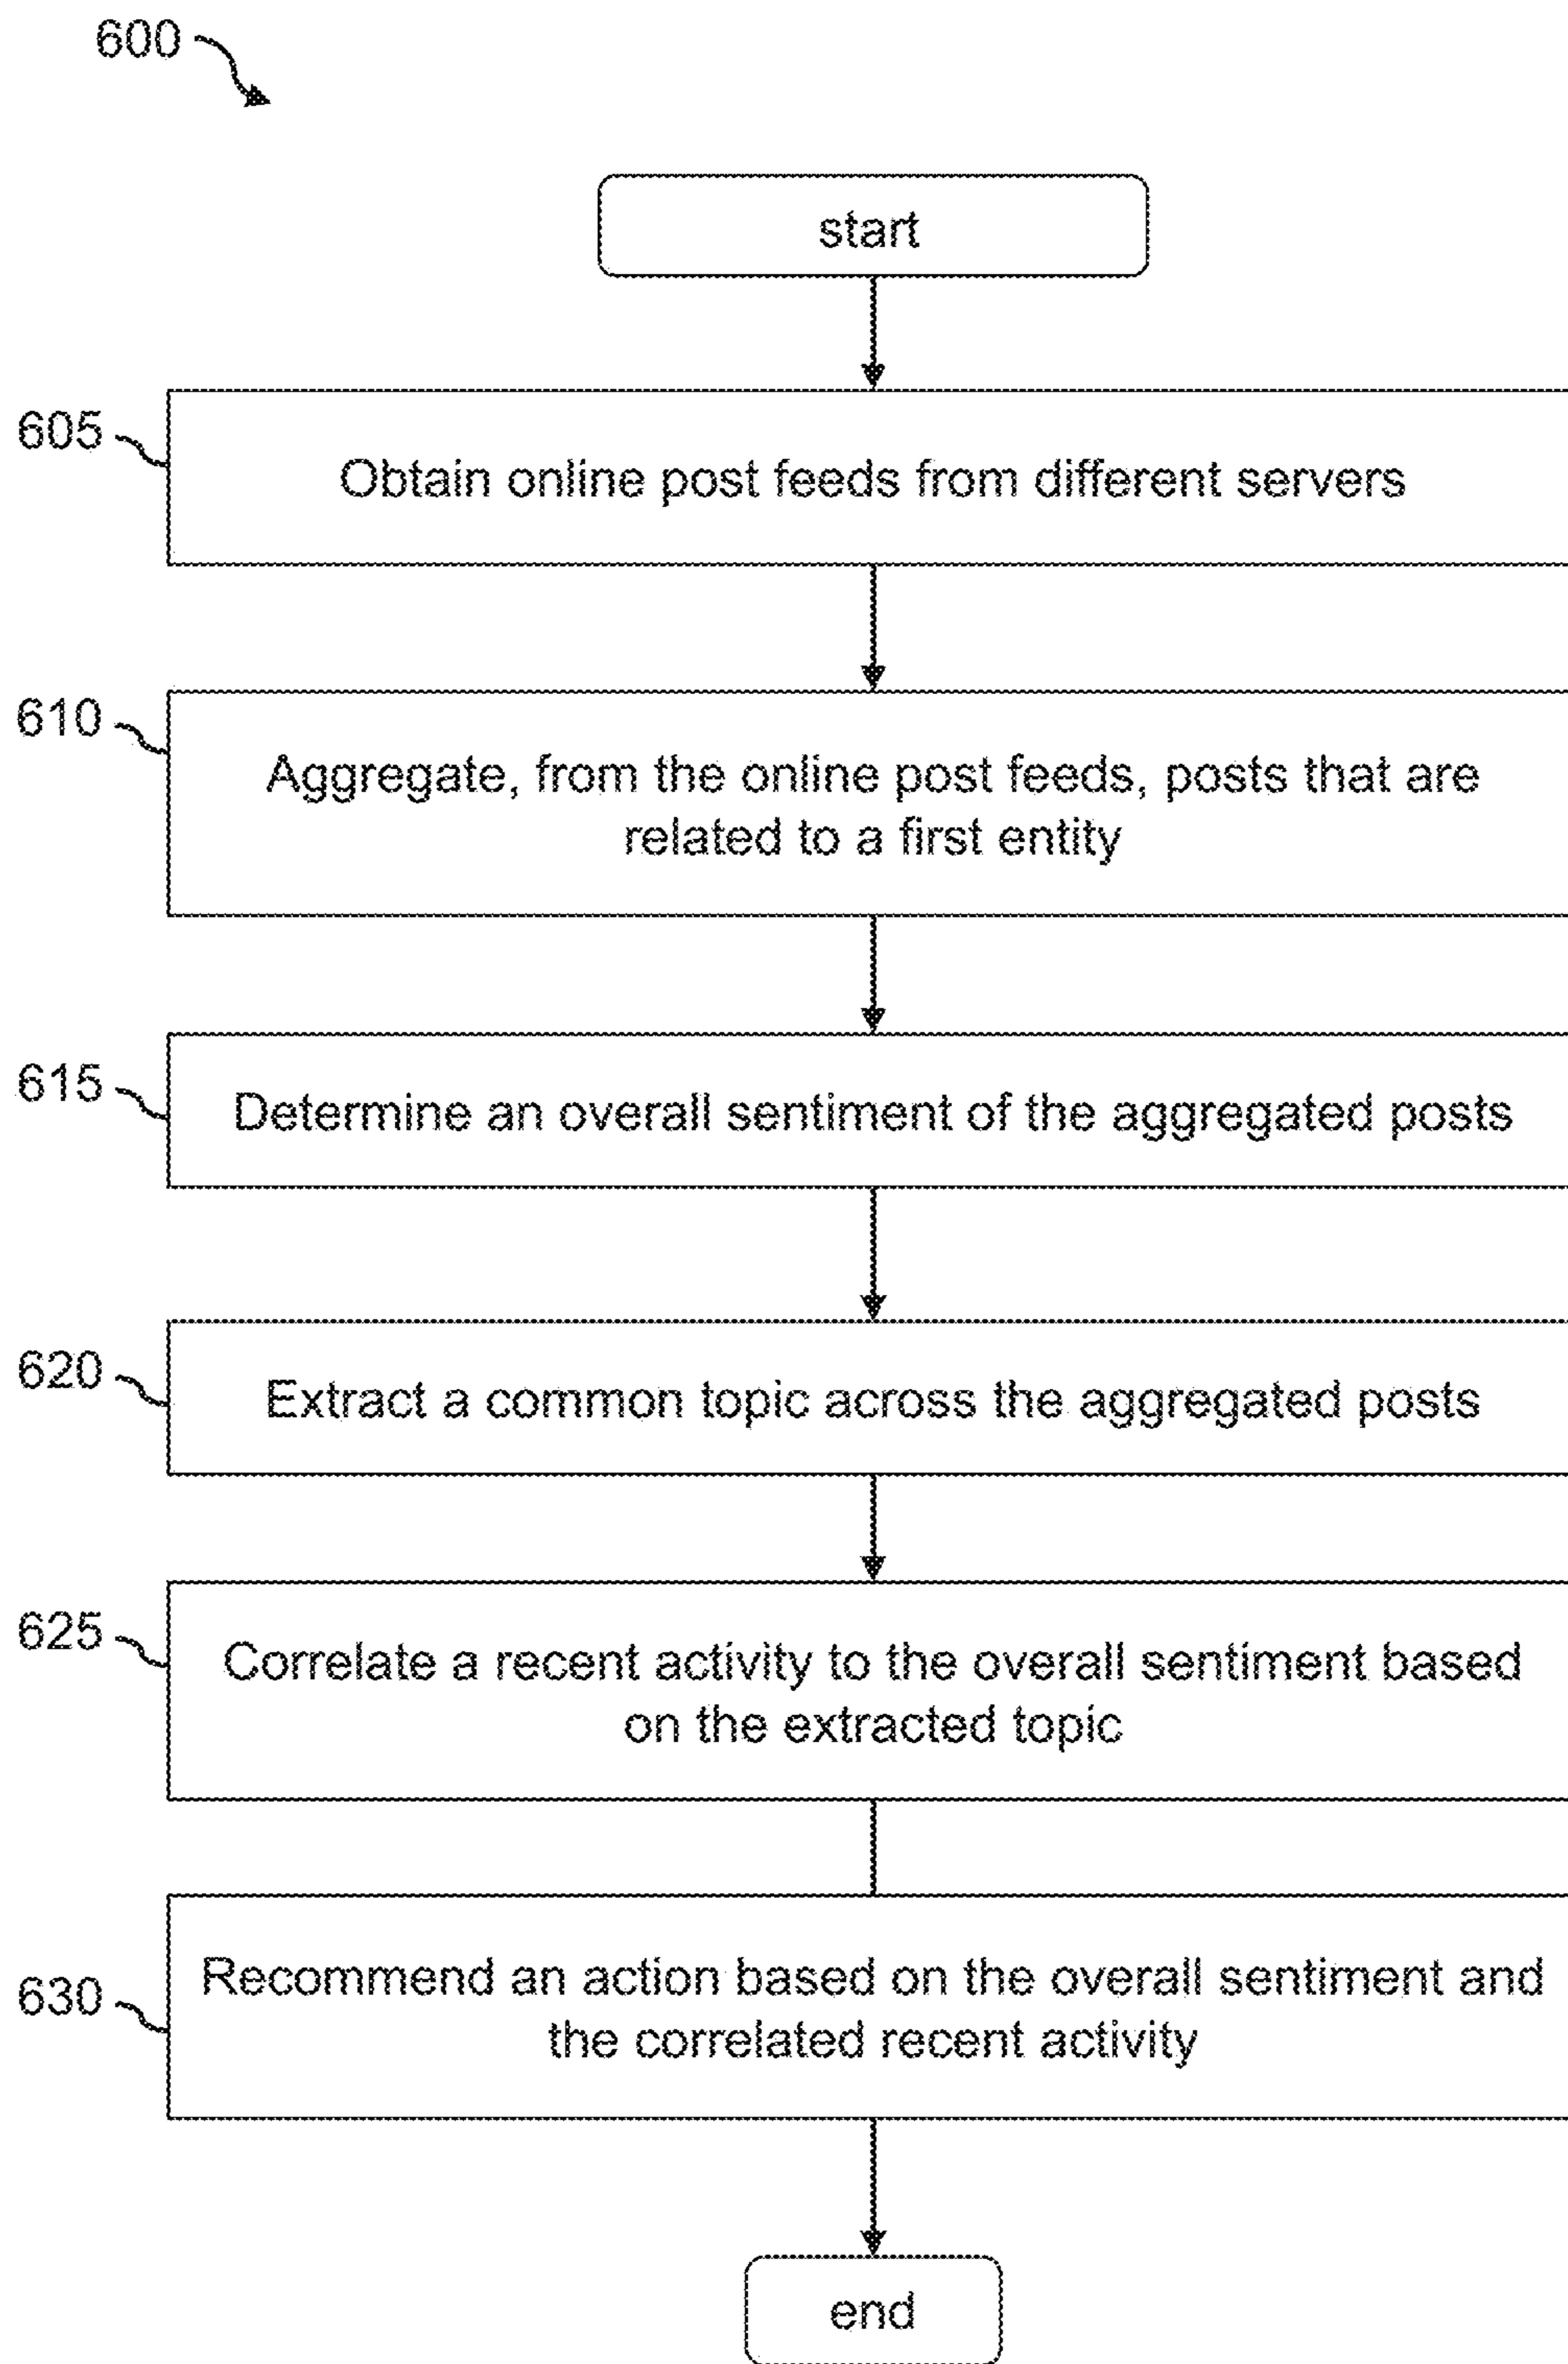 600
start
605
Obtain online post feeds from different servers
610
Aggregate, from the online post feeds, posts that are
related to a first entity
615
Determine an overall sentiment of the aggregated posts
620
Extract a common topic across the aggregated posts
625
Correlate a recent activity to the overall sentiment based
on the extracted topic
630
Recommend an action based on the overall sentiment and
the correlated recent activity
end